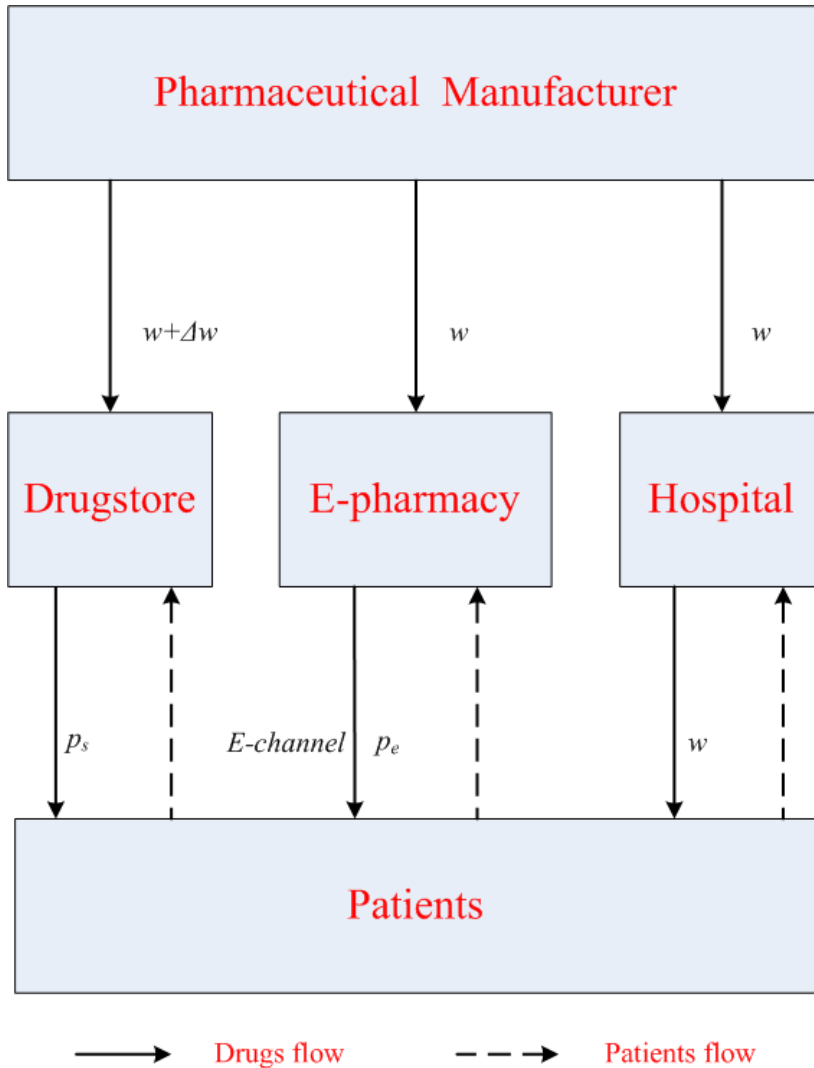 Pharmaceutical Manufacturer
w+Δw
w
w
Drugstore
E-pharmacy
Hospital
pₛ
E-channel
pₑ
w
Patients
Drugs flow
Patients flow